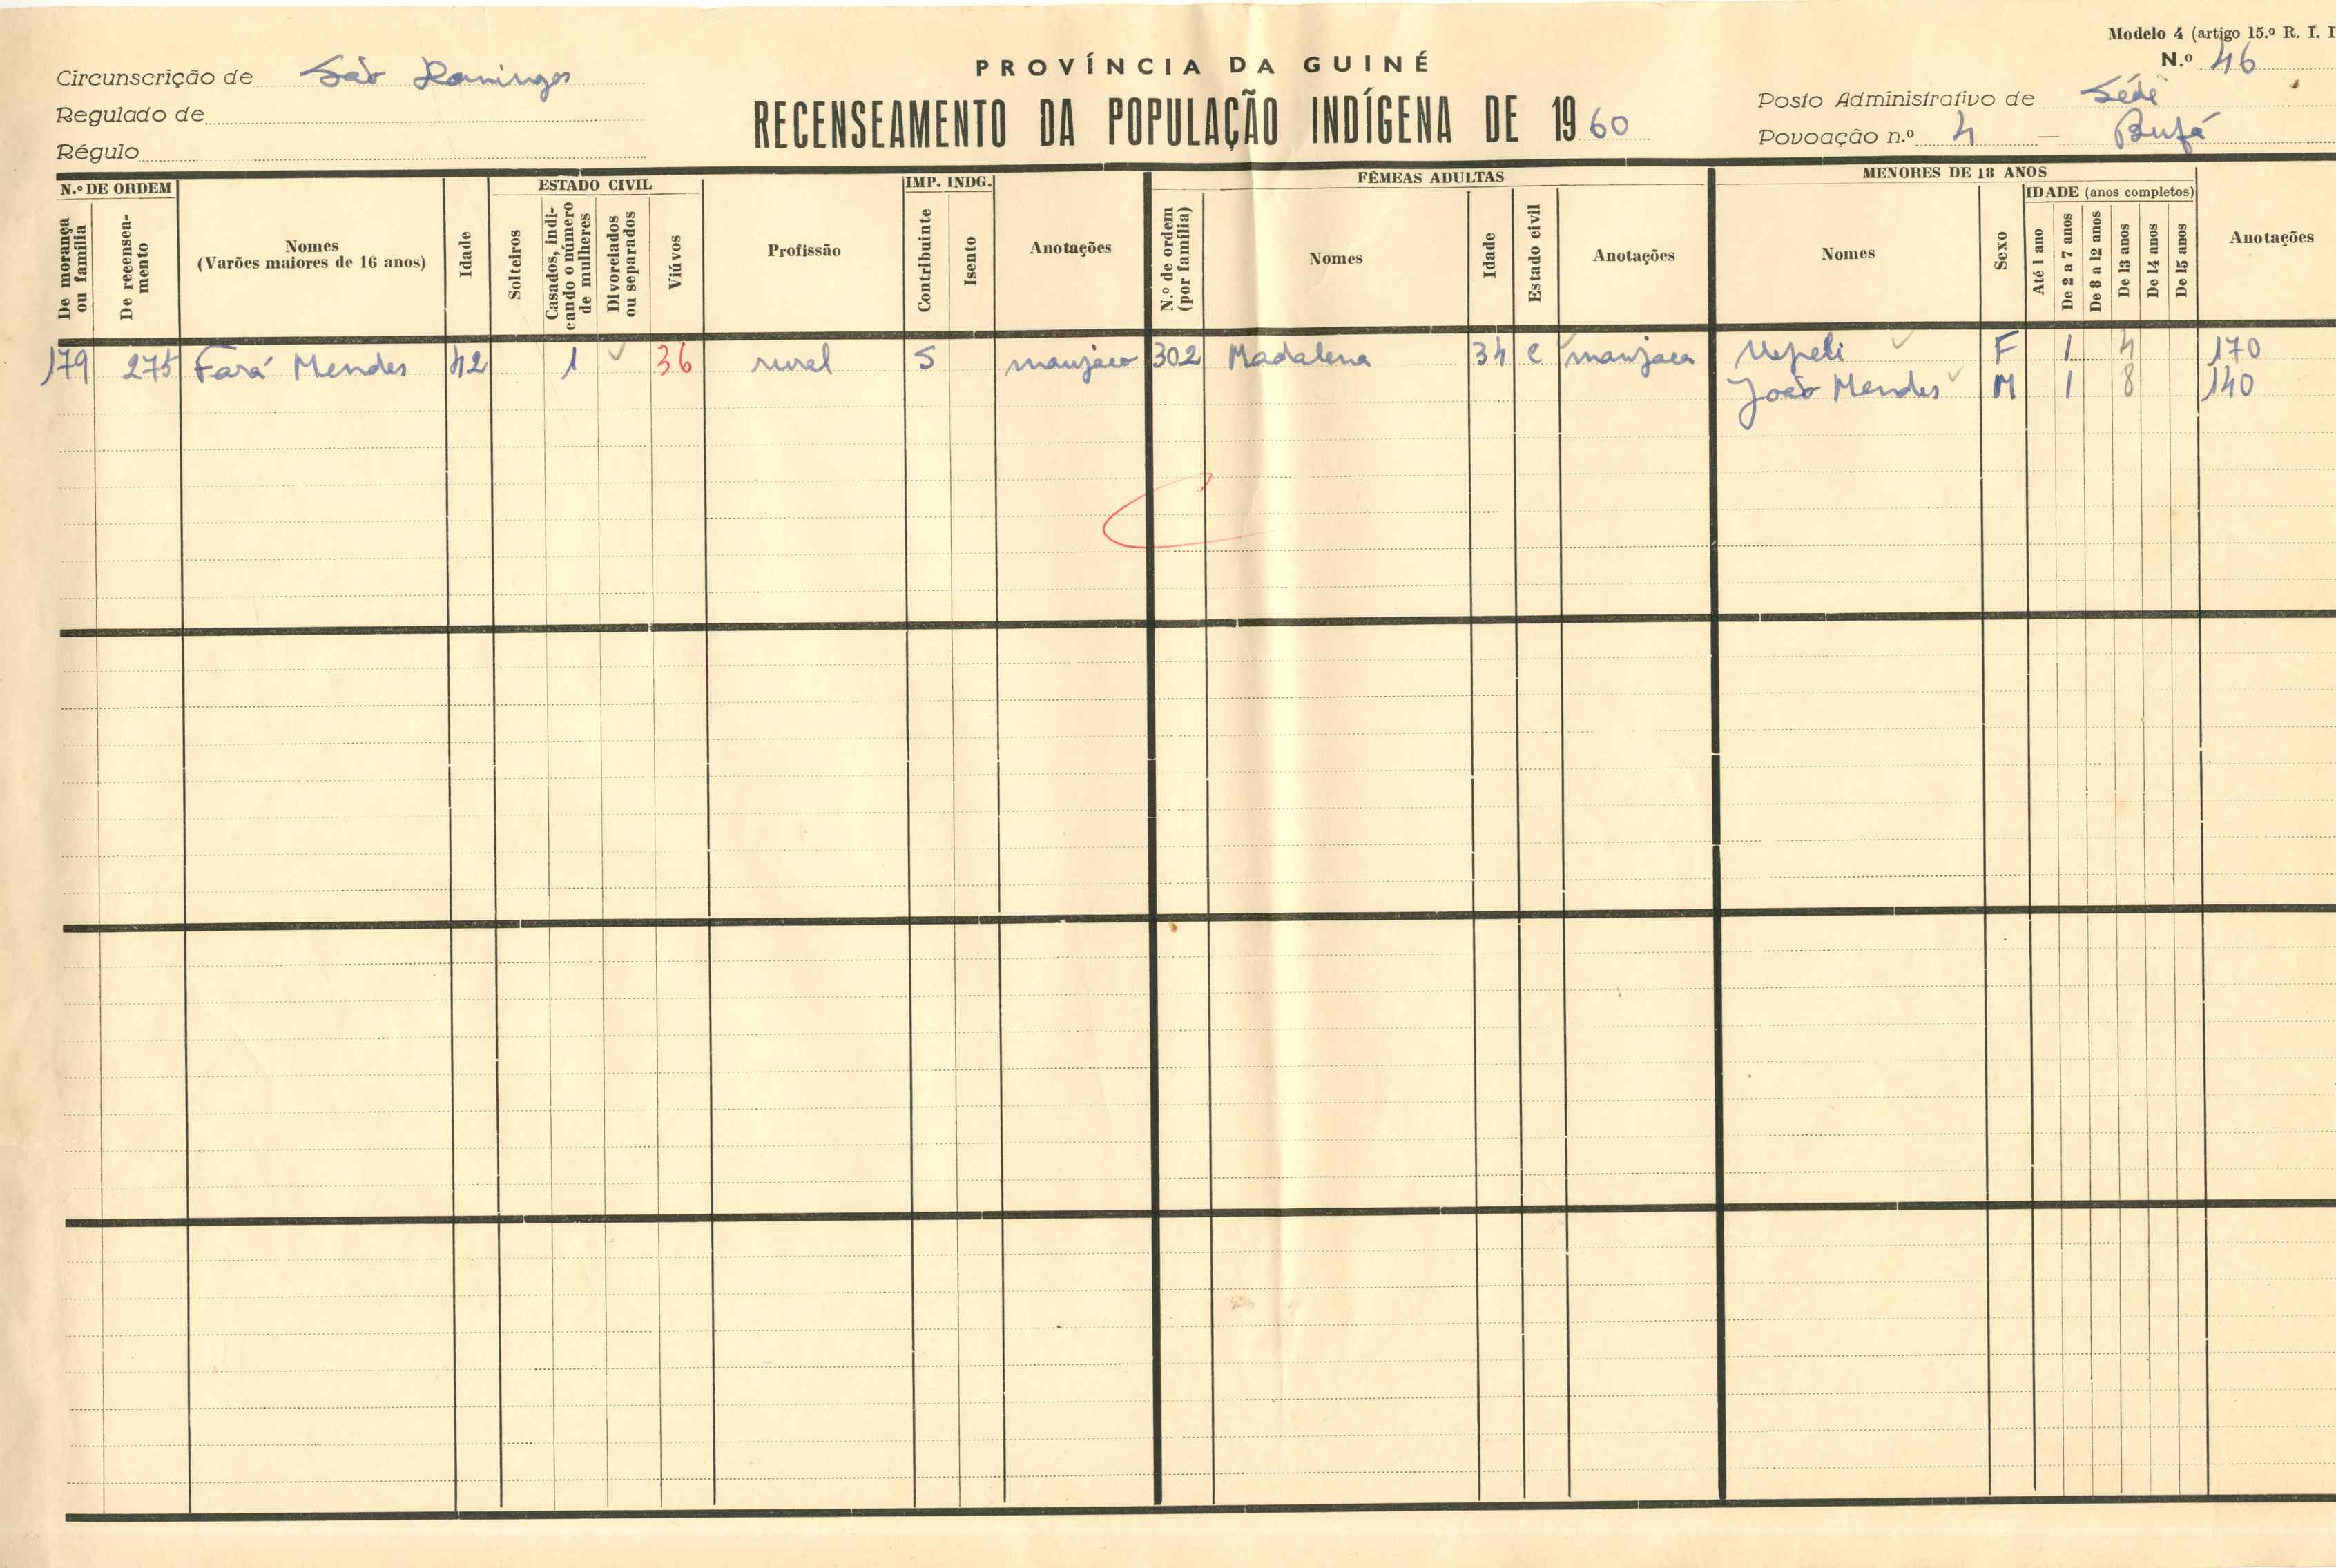 Modelo 4 (artigo 15.º R. I. I
PROVÍNCIA DA GUINÉ
N.º 46
Circunscrição de São Domingos
RECENSEAMENTO DA POPULAÇÃO INDÍGENA DE 1960
Posto Administrativo de Séde
Regulado de
Povoação n.º 4 — Bufá
Régulo
N.º DE ORDEM
ESTADO CIVIL
IMP. INDG.
FÊMEAS ADULTAS
MENORES DE 18 ANOS
IDADE (anos completos)
De morança ou família
De recensea-mento
Nomes
(Varões maiores de 16 anos)
Idade
Solteiros
Casados, indi-cando o número de mulheres
Divorciados ou separados
Viúvos
Profissão
Contribuinte
Isento
Anotações
N.º de ordem (por família)
Nomes
Idade
Estado civil
Anotações
Nomes
Sexo
Até 1 ano
De 2 a 7 anos
De 8 a 12 anos
De 13 anos
De 14 anos
De 15 anos
Anotações
179 275 Fará Mendes 42 1 ✓ 36 rural S manjaco 302 Madalena 34 C manjaca F 1 4 170
João Mendes ✓ M 1 8 140